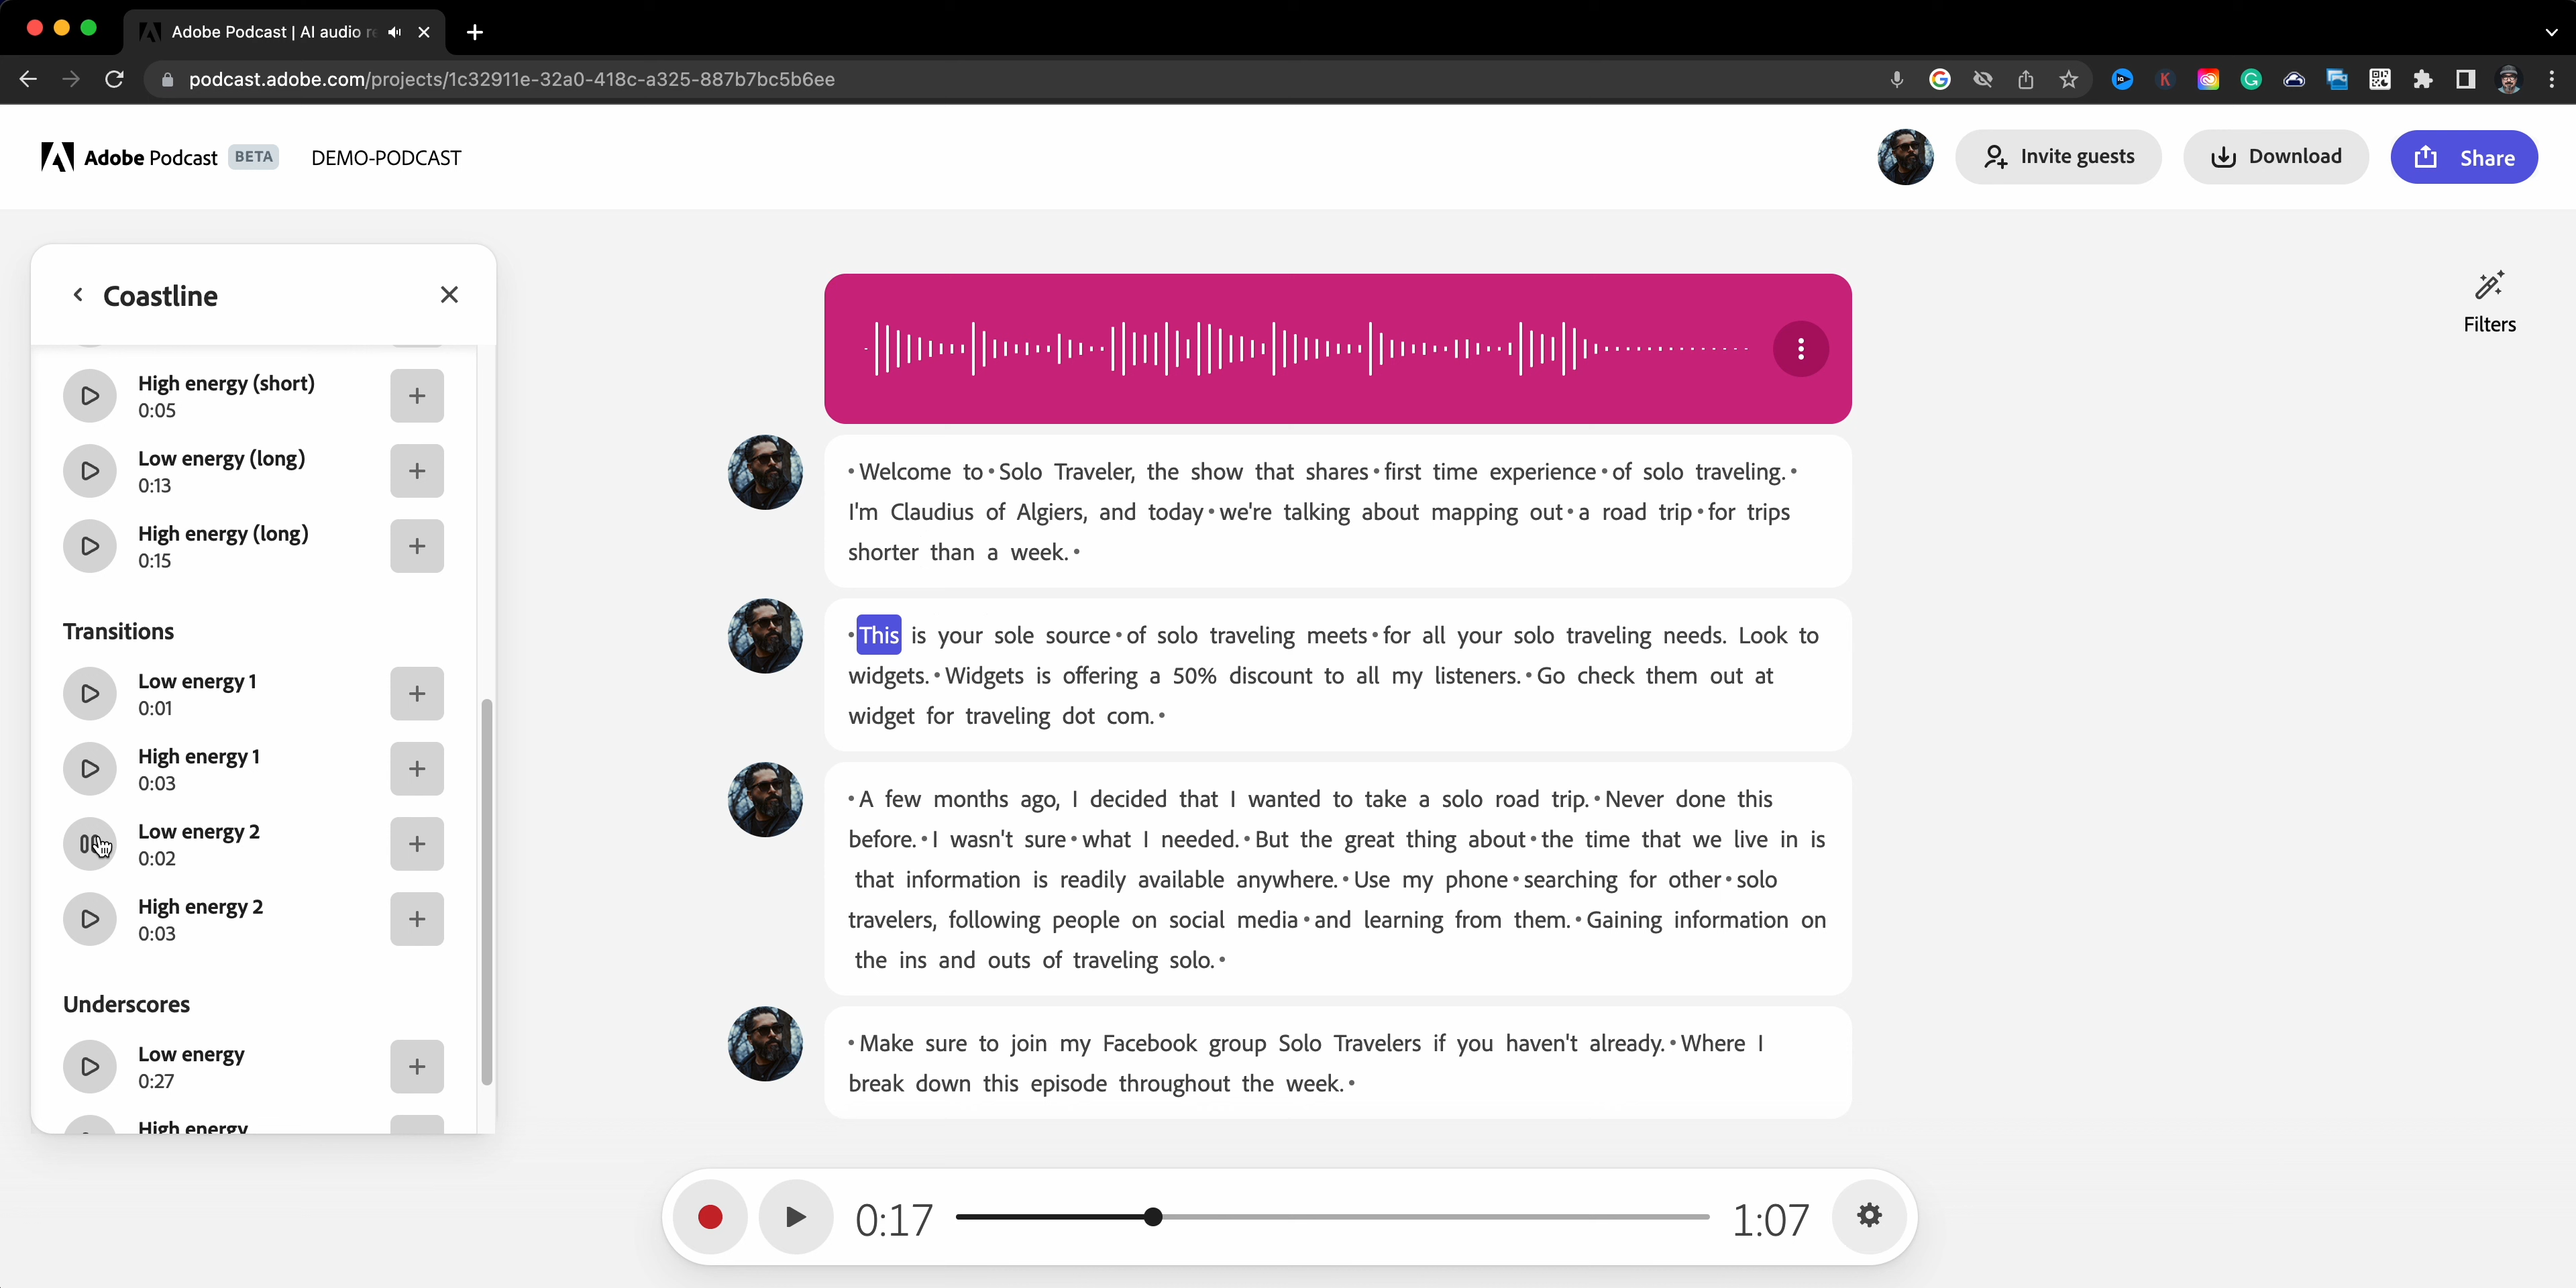 Adobe Podcast | AI audio re
podcast.adobe.com/projects/1c32911e-32a0-418c-a325-887b7bc5b6ee
Adobe Podcast BETA DEMO-PODCAST
Invite guests
Download
Share
Coastline
High energy (short)
0:05
Low energy (long)
0:13
High energy (long)
0:15
Transitions
Low energy 1
0:01
High energy 1
0:03
Low energy 2
0:02
High energy 2
0:03
Underscores
Low energy
0:27
High energy
Filters
Welcome to Solo Traveler, the show that shares first time experience of solo traveling.
I'm Claudius of Algiers, and today we're talking about mapping out a road trip for trips
shorter than a week.
This is your sole source of solo traveling meets for all your solo traveling needs. Look to
widgets. Widgets is offering a 50% discount to all my listeners. Go check them out at
widget for traveling dot com.
A few months ago, I decided that I wanted to take a solo road trip. Never done this
before. I wasn't sure what I needed. But the great thing about the time that we live in is
that information is readily available anywhere. Use my phone searching for other solo
travelers, following people on social media and learning from them. Gaining information on
the ins and outs of traveling solo.
Make sure to join my Facebook group Solo Travelers if you haven't already. Where I
break down this episode throughout the week.
0:17
1:07